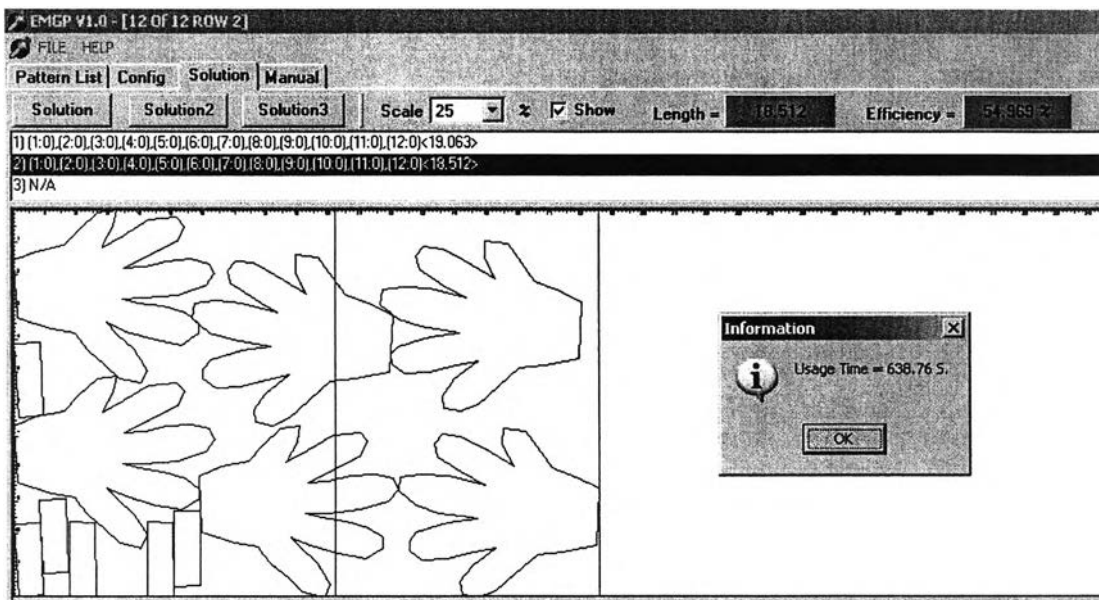 EMGP V1.0 - [12 OF 12 ROW 2]
FILE HELP
Pattern List Config Solution Manual
Solution Solution2 Solution3 Scale 25 % Show Length = 18.512 Efficiency = 54.969 %
1) (1:0),(2:0),(3:0),(4:0),(5:0),(6:0),(7:0),(8:0),(9:0),(10:0),(11:0),(12:0)<19.063>
2) (1:0),(2:0),(3:0),(4:0),(5:0),(6:0),(7:0),(8:0),(9:0),(10:0),(11:0),(12:0)<18.512>
3) N/A
Information
Usage Time = 638.76 S.
OK